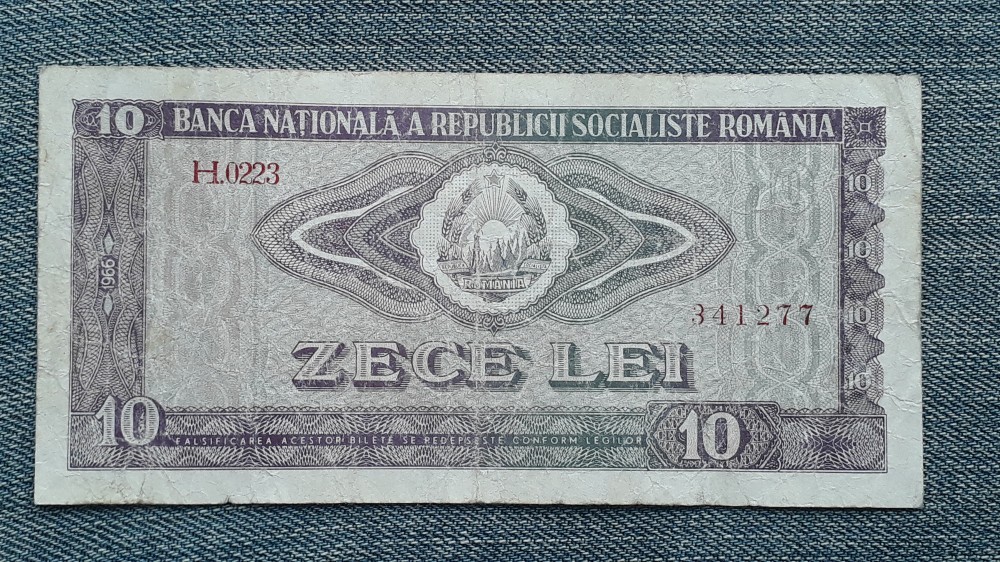 10 BANCA NAȚIONALĂ A REPUBLICII SOCIALISTE ROMÂNIA
H.0223
10
10
1966
ROMÂNIA
10
341277
ZECE LEI
10
10
FALSIFICAREA ACESTOR BILETE SE PEDEPSEȘTE CONFORM LEGILOR
10